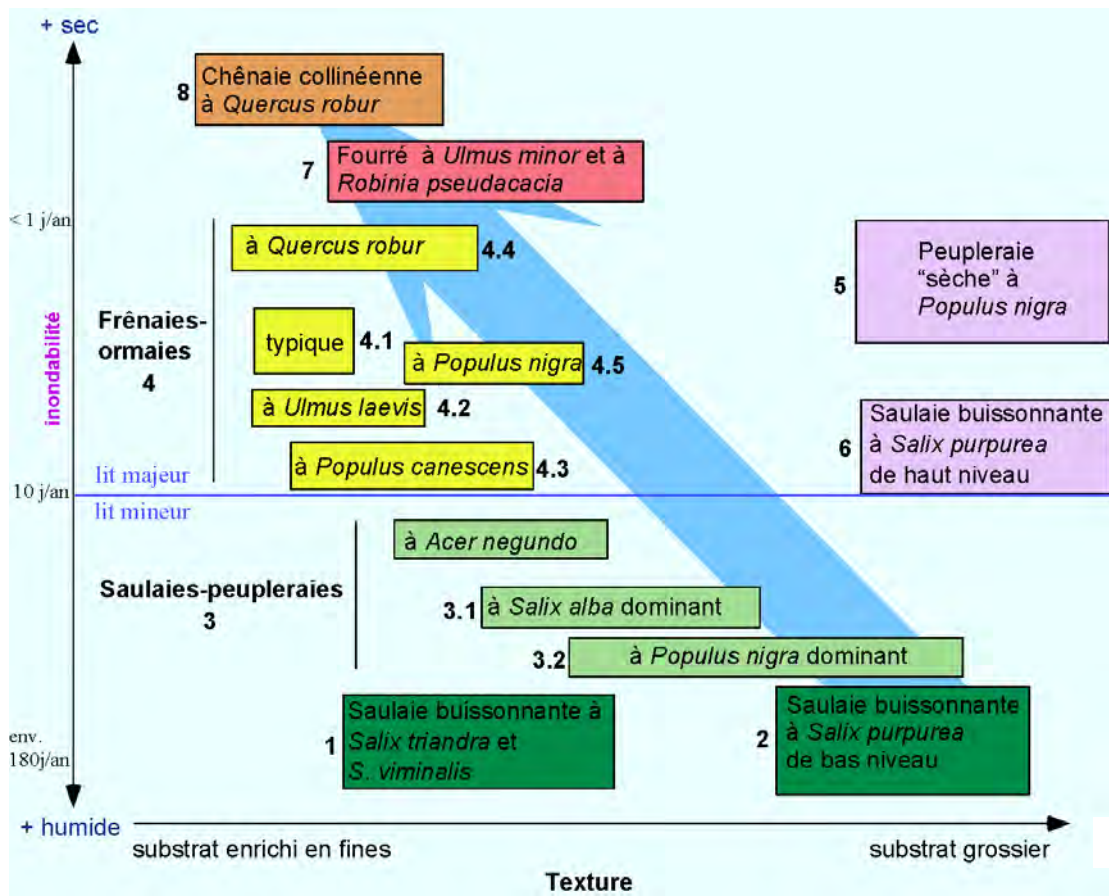 + sec
Chênaie collinéenne
8
à Quercus robur
Fourré à Ulmus minor et à
7
Robinia pseudacacia
< 1 j/an
à Quercus robur
4.4
Peupleraie
"sèche" à
Populus nigra
5
inondabilité
Frênaies-
ormaies
4
typique
4.1
à Populus nigra
4.5
à Ulmus laevis
4.2
Saulaie buissonnante
à Salix purpurea
de haut niveau
6
à Populus canescens
4.3
lit majeur
10 j/an
lit mineur
à Acer negundo
Saulaies-peupleraies
3
3.1
à Salix alba dominant
3.2
à Populus nigra dominant
Saulaie buissonnante à
Salix triandra et
S. viminalis
1
Saulaie buissonnante
à Salix purpurea
de bas niveau
2
env.
180j/an
+ humide
substrat enrichi en fines
substrat grossier
Texture